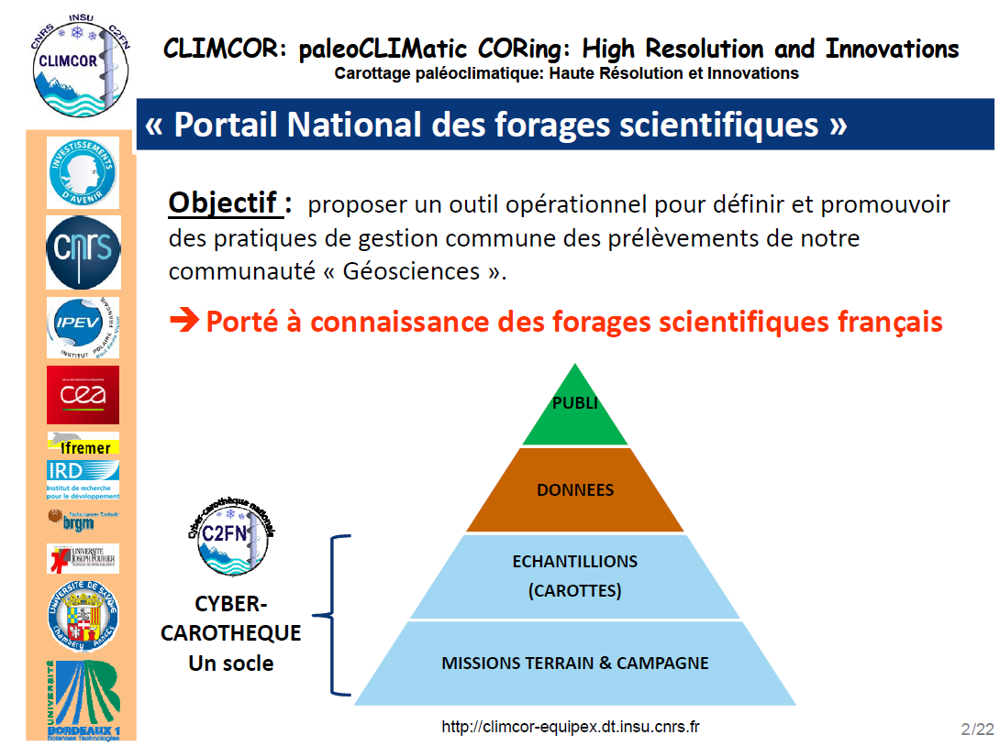 CNRS INSU C2FN
CLIMCOR
CLIMCOR: paleoCLIMatic CORing: High Resolution and Innovations
Carottage paléoclimatique: Haute Résolution et Innovations
« Portail National des forages scientifiques »
INVESTISSEMENTS
D'AVENIR
cnrs
IPEV
INSTITUT POLAIRE FRANÇAIS
Paul Emile Victor
cea
Ifremer
IRD
Institut de recherche
pour le développement
brgm
UNIVERSITE
JOSEPH FOURIER
UNIVERSITÉ DE SAVOIE
Chambéry Annecy
UNIVERSITÉ
BORDEAUX 1
Sciences Technologies
Objectif : proposer un outil opérationnel pour définir et promouvoir
des pratiques de gestion commune des prélèvements de notre
communauté « Géosciences ».
➔ Porté à connaissance des forages scientifiques français
PUBLI
DONNEES
ECHANTILLIONS
(CAROTTES)
MISSIONS TERRAIN & CAMPAGNE
Cyber-carothèque nationale
C2FN
CYBER-
CAROTHEQUE
Un socle
http://climcor-equipex.dt.insu.cnrs.fr
2/22